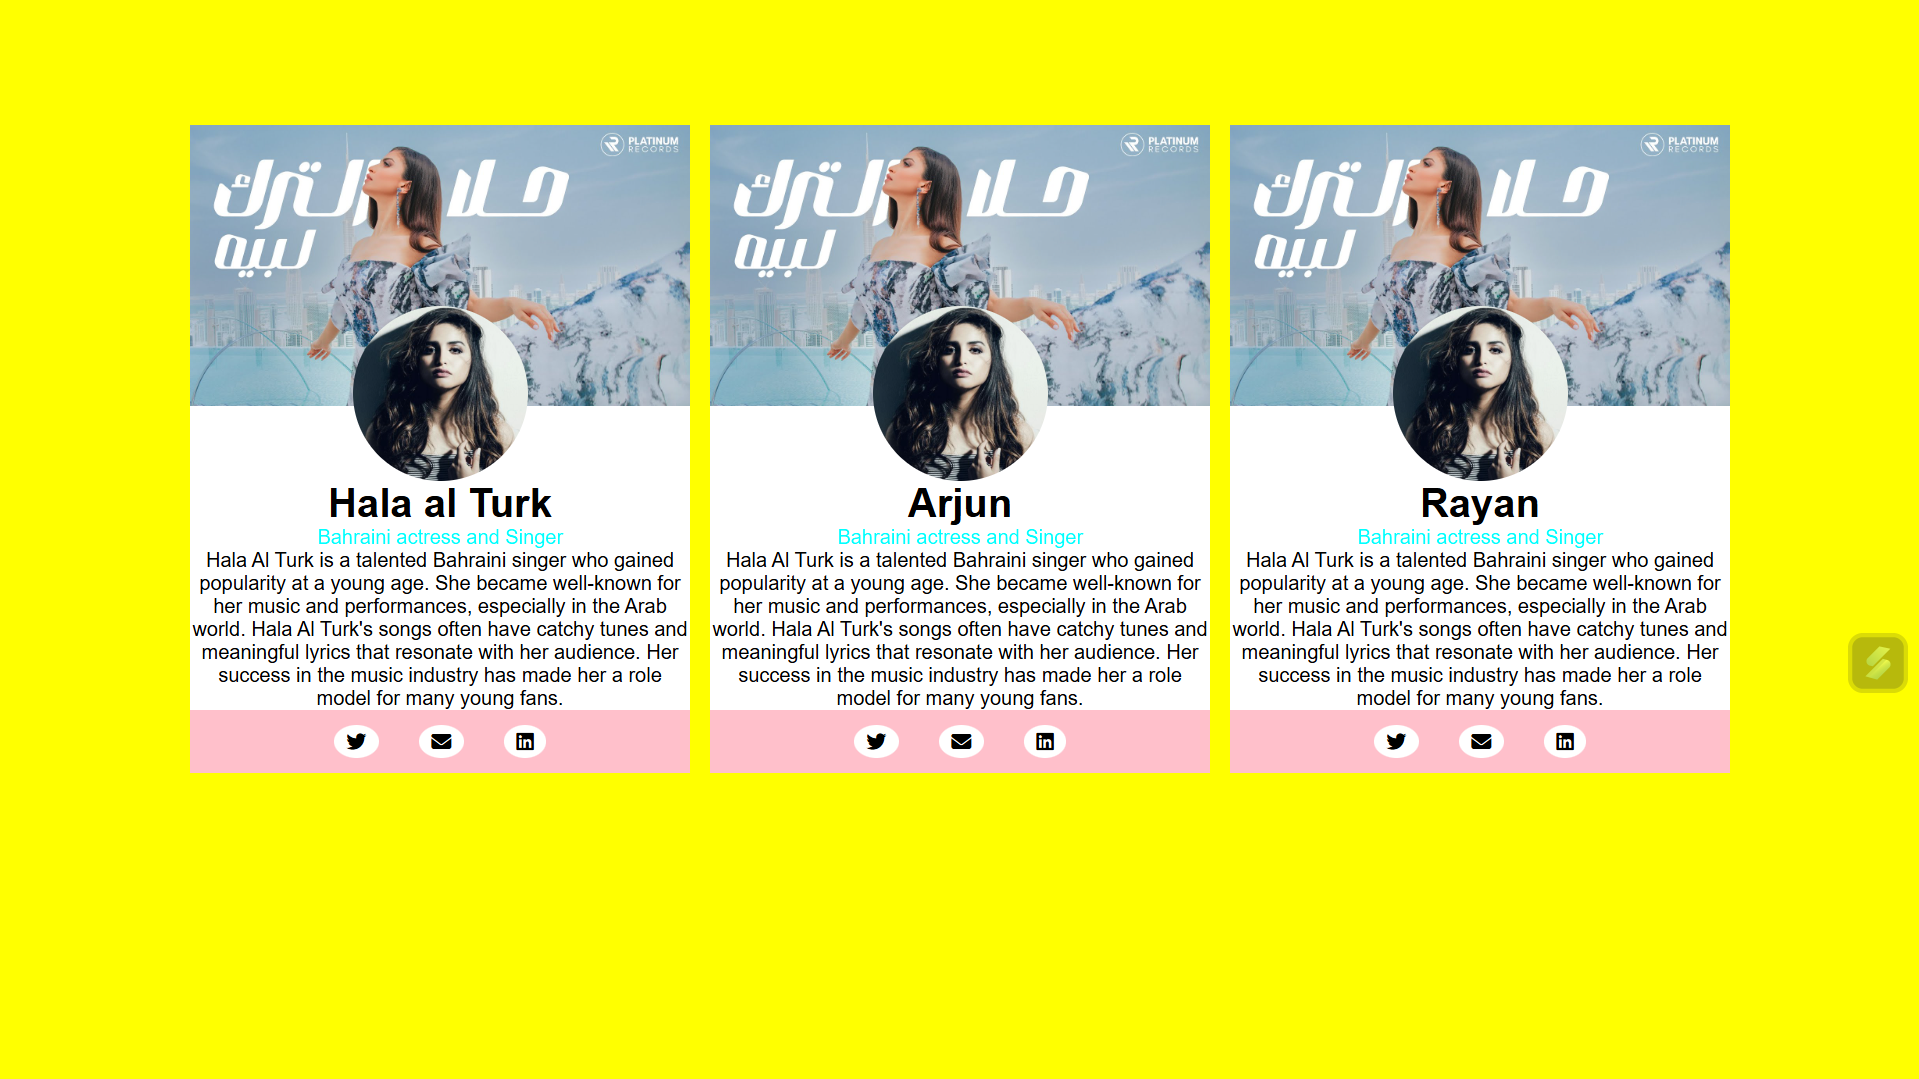 PLATINUM
RECORDS
حلا الترك
لبيه
Hala al Turk
Bahraini actress and Singer
Hala Al Turk is a talented Bahraini singer who gained
popularity at a young age. She became well-known for
her music and performances, especially in the Arab
world. Hala Al Turk's songs often have catchy tunes and
meaningful lyrics that resonate with her audience. Her
success in the music industry has made her a role
model for many young fans.
PLATINUM
RECORDS
حلا الترك
لبيه
Arjun
Bahraini actress and Singer
Hala Al Turk is a talented Bahraini singer who gained
popularity at a young age. She became well-known for
her music and performances, especially in the Arab
world. Hala Al Turk's songs often have catchy tunes and
meaningful lyrics that resonate with her audience. Her
success in the music industry has made her a role
model for many young fans.
PLATINUM
RECORDS
حلا الترك
لبيه
Rayan
Bahraini actress and Singer
Hala Al Turk is a talented Bahraini singer who gained
popularity at a young age. She became well-known for
her music and performances, especially in the Arab
world. Hala Al Turk's songs often have catchy tunes and
meaningful lyrics that resonate with her audience. Her
success in the music industry has made her a role
model for many young fans.